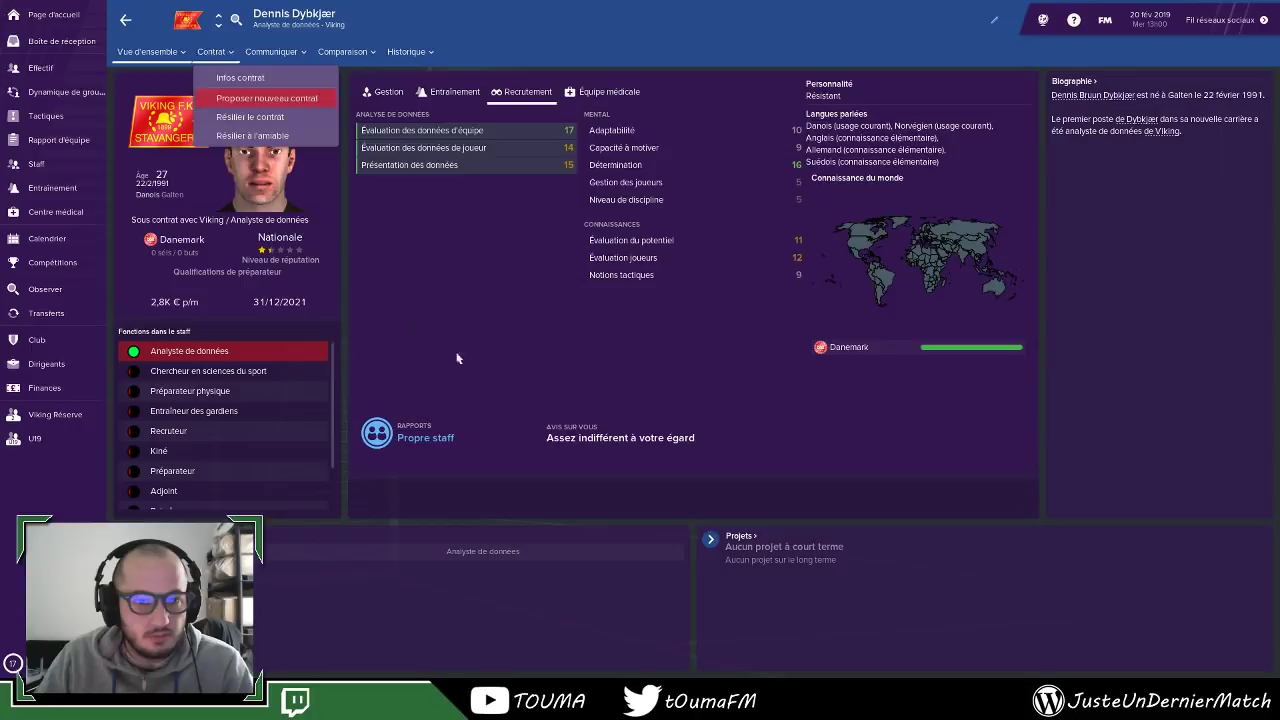 Page d'accueil
Boîte de réception
Effectif
Dynamique de grou...
Tactiques
Rapport d'équipe
Staff
Entraînement
Centre médical
Calendrier
Compétitions
Observer
Transferts
Club
Dirigeants
Finances
Viking Réserve
U19
17
Dennis Dybkjær
Analyste de données - Viking
FM
20 fév 2019
Mer 13h00
Fil réseaux sociaux
Vue d'ensemble
Contrat
Communiquer
Comparaison
Historique
Infos contrat
Proposer nouveau contrat
Résilier le contrat
Résilier à l'amiable
VIKING F.K
1899
STAVANGER
Âge 27
22/2/1991
Danois Galten
Sous contrat avec Viking / Analyste de données
Danemark
0 séls / 0 buts
Nationale
Niveau de réputation
Qualifications de préparateur
2,8K € p/m
31/12/2021
Fonctions dans le staff
Analyste de données
Chercheur en sciences du sport
Préparateur physique
Entraîneur des gardiens
Recruteur
Kiné
Préparateur
Adjoint
Gestion
Entraînement
Recrutement
Équipe médicale
ANALYSE DE DONNÉES
Évaluation des données d'équipe 17
Évaluation des données de joueur 14
Présentation des données 15
MENTAL
Adaptabilité 10
Capacité à motiver 9
Détermination 16
Gestion des joueurs 5
Niveau de discipline 5
CONNAISSANCES
Évaluation du potentiel 11
Évaluation joueurs 12
Notions tactiques 9
RAPPORTS
Propre staff
AVIS SUR VOUS
Assez indifférent à votre égard
Personnalité
Résistant
Langues parlées
Danois (usage courant), Norvégien (usage courant),
Anglais (connaissance élémentaire),
Allemand (connaissance élémentaire),
Suédois (connaissance élémentaire)
Connaissance du monde
Danemark
Biographie >
Dennis Bruun Dybkjær est né à Galten le 22 février 1991.
Le premier poste de Dybkjær dans sa nouvelle carrière a
été analyste de données de Viking.
Analyste de données
Projets >
Aucun projet à court terme
Aucun projet sur le long terme
TOUMA
tOumaFM
JusteUnDernierMatch